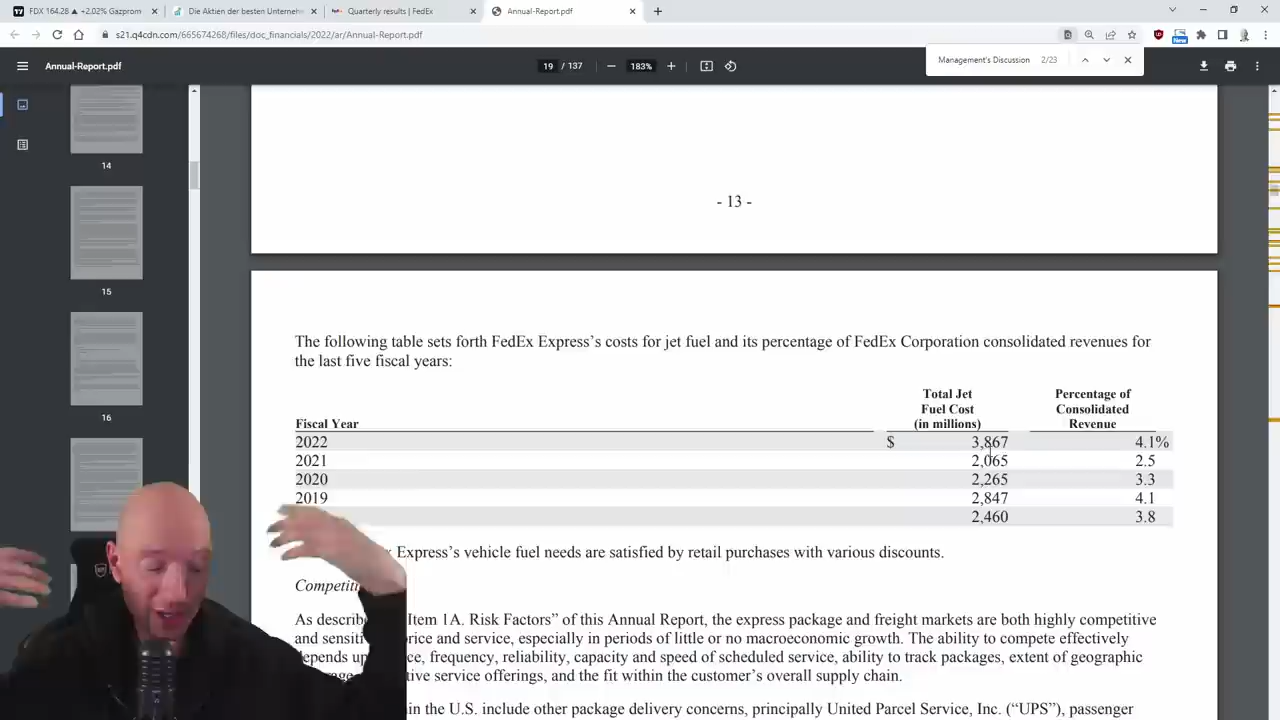 FDX 164.28 ▲ +2.02% Gazprom
Die Aktien der besten Unterneh
Quarterly results | FedEx
Annual-Report.pdf
s21.q4cdn.com/665674268/files/doc_financials/2022/ar/Annual-Report.pdf
New
Annual-Report.pdf
19 / 137
183%
Management's Discussion 2/23
14
15
16
- 13 -
The following table sets forth FedEx Express's costs for jet fuel and its percentage of FedEx Corporation consolidated revenues for
the last five fiscal years:
Fiscal Year
Total Jet
Fuel Cost
(in millions)
Percentage of
Consolidated
Revenue
2022 $ 3,867 4.1%
2021 2,065 2.5
2020 2,265 3.3
2019 2,847 4.1
2,460 3.8
Express's vehicle fuel needs are satisfied by retail purchases with various discounts.
Competiti
As describ Item 1A. Risk Factors" of this Annual Report, the express package and freight markets are both highly competitive
and sensiti rice and service, especially in periods of little or no macroeconomic growth. The ability to compete effectively
depends up ce, frequency, reliability, capacity and speed of scheduled service, ability to track packages, extent of geographic
ive service offerings, and the fit within the customer's overall supply chain.
in the U.S. include other package delivery concerns, principally United Parcel Service, Inc. ("UPS"), passenger